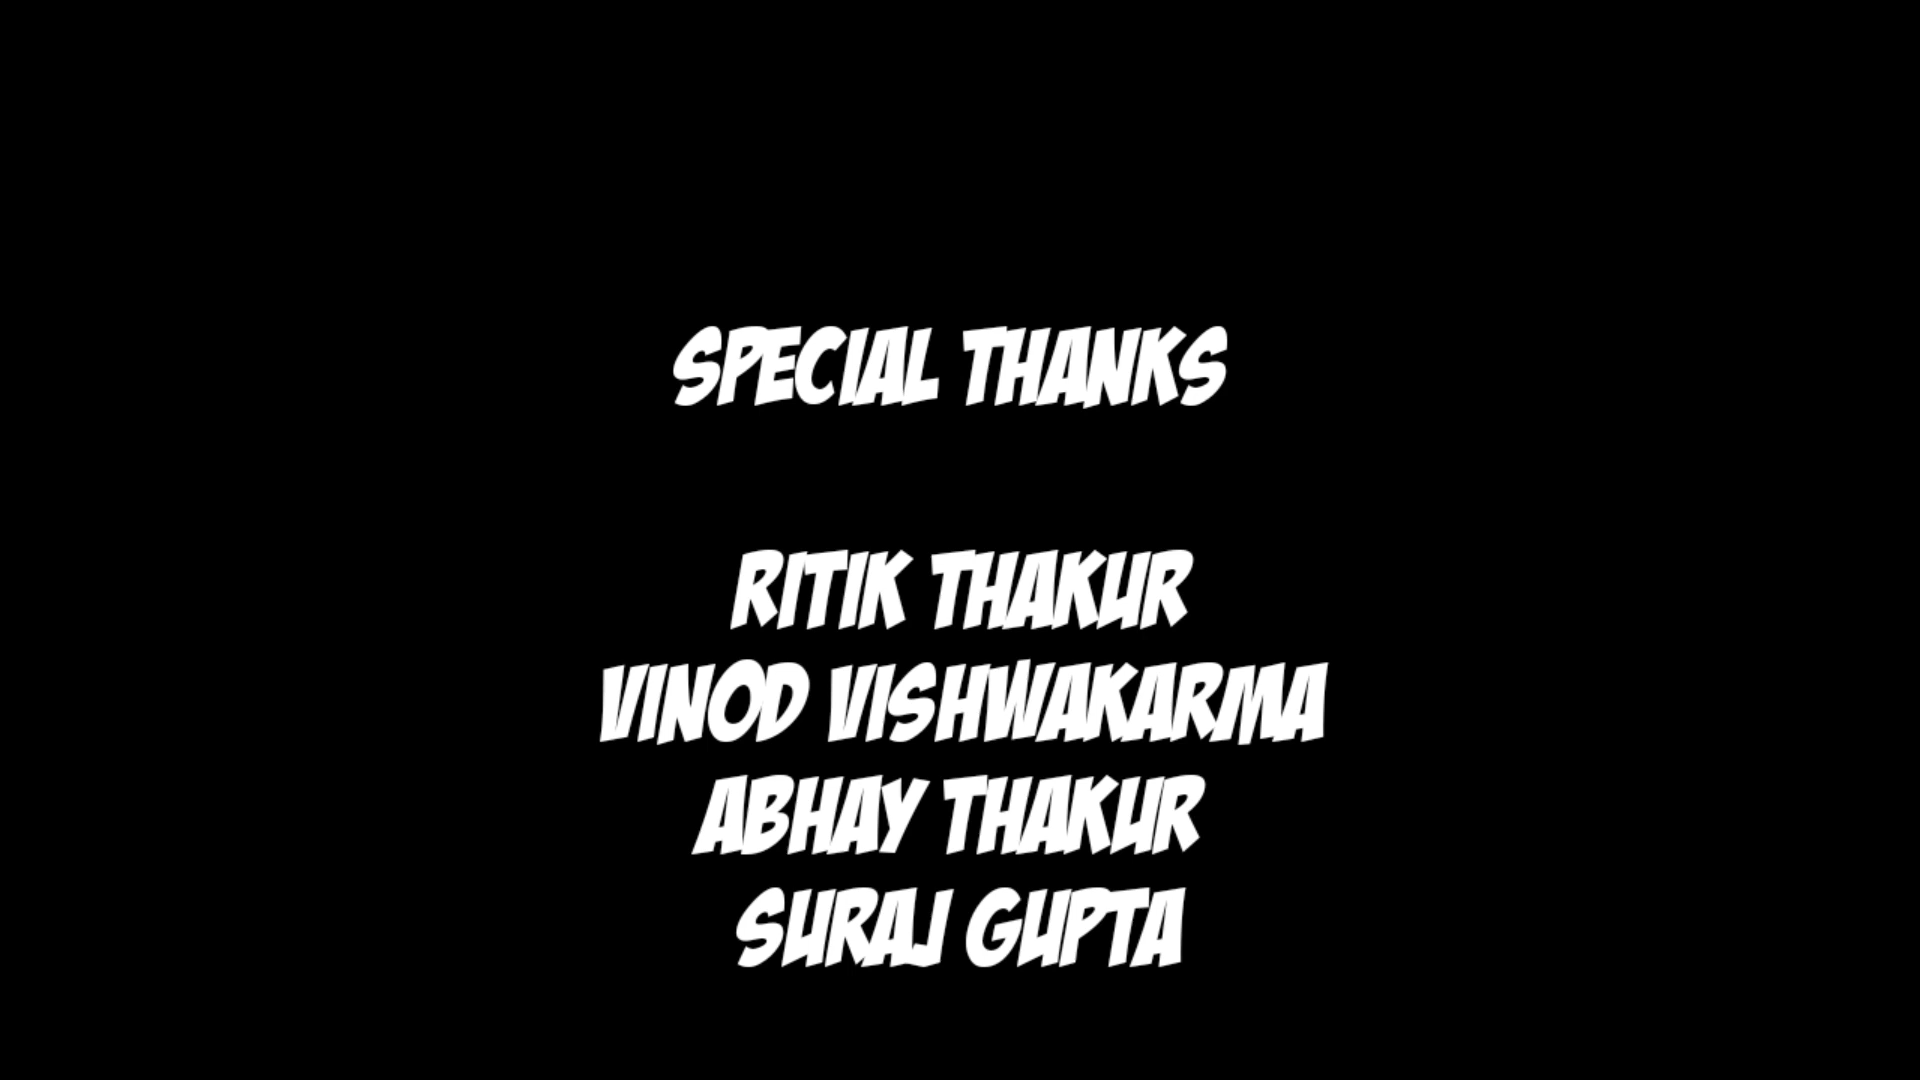 SPECIAL THANKS
RITIK THAKUR
VINOD VISHWAKARMA
ABHAY THAKUR
SURAJ GUPTA